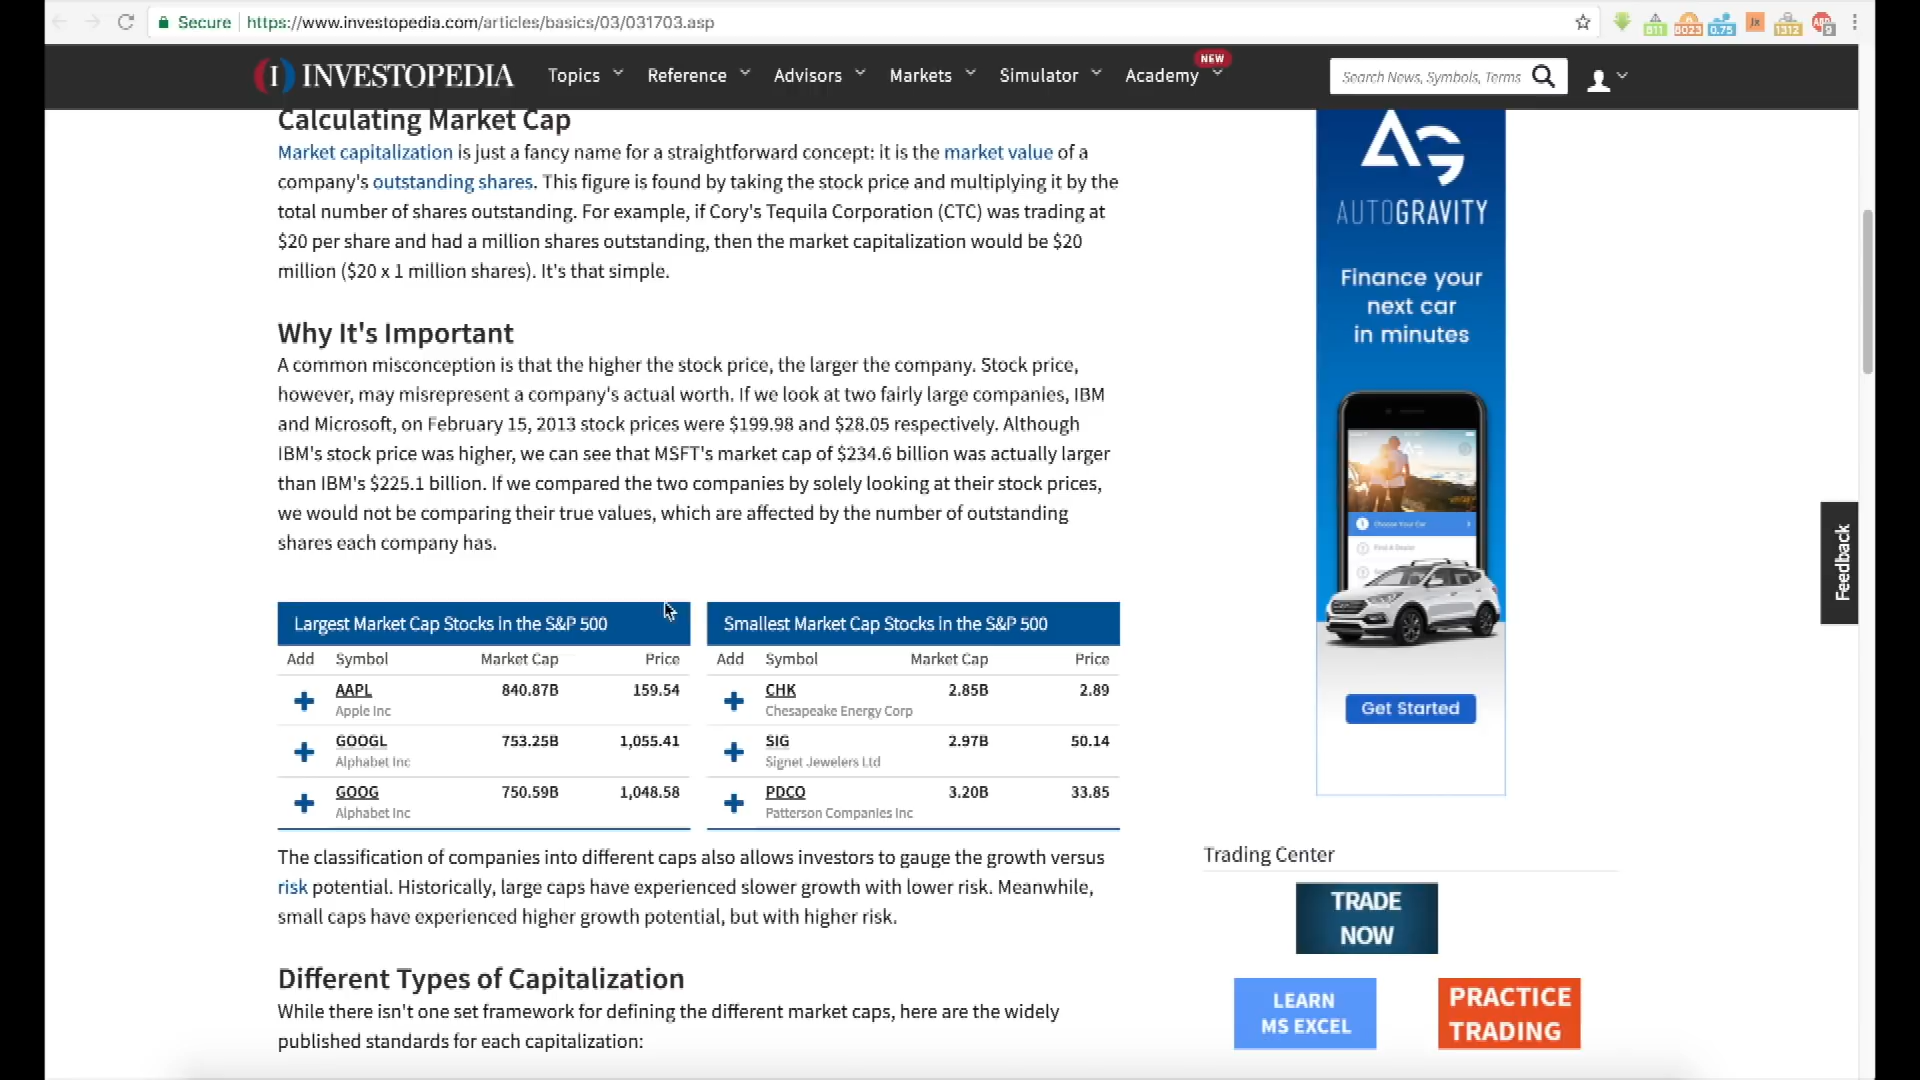 Secure https://www.investopedia.com/articles/basics/03/031703.asp
811 8023 0.75 Jx 1312 ABP 9
INVESTOPEDIA Topics Reference Advisors Markets Simulator Academy NEW Search News, Symbols, Terms
Calculating Market Cap
Market capitalization is just a fancy name for a straightforward concept: it is the market value of a
company's outstanding shares. This figure is found by taking the stock price and multiplying it by the
total number of shares outstanding. For example, if Cory's Tequila Corporation (CTC) was trading at
$20 per share and had a million shares outstanding, then the market capitalization would be $20
million ($20 x 1 million shares). It's that simple.
Why It's Important
A common misconception is that the higher the stock price, the larger the company. Stock price,
however, may misrepresent a company's actual worth. If we look at two fairly large companies, IBM
and Microsoft, on February 15, 2013 stock prices were $199.98 and $28.05 respectively. Although
IBM's stock price was higher, we can see that MSFT's market cap of $234.6 billion was actually larger
than IBM's $225.1 billion. If we compared the two companies by solely looking at their stock prices,
we would not be comparing their true values, which are affected by the number of outstanding
shares each company has.
Largest Market Cap Stocks in the S&P 500
Add Symbol Market Cap Price
AAPL 840.87B 159.54
Apple Inc
GOOGL 753.25B 1,055.41
Alphabet Inc
GOOG 750.59B 1,048.58
Alphabet Inc
Smallest Market Cap Stocks in the S&P 500
Add Symbol Market Cap Price
CHK 2.85B 2.89
Chesapeake Energy Corp
SIG 2.97B 50.14
Signet Jewelers Ltd
PDCO 3.20B 33.85
Patterson Companies Inc
The classification of companies into different caps also allows investors to gauge the growth versus
risk potential. Historically, large caps have experienced slower growth with lower risk. Meanwhile,
small caps have experienced higher growth potential, but with higher risk.
Different Types of Capitalization
While there isn't one set framework for defining the different market caps, here are the widely
published standards for each capitalization:
AG
AUTOGRAVITY
Finance your
next car
in minutes
Choose Your Car
Find A Dealer
Get Started
Trading Center
TRADE
NOW
LEARN
MS EXCEL
PRACTICE
TRADING
Feedback